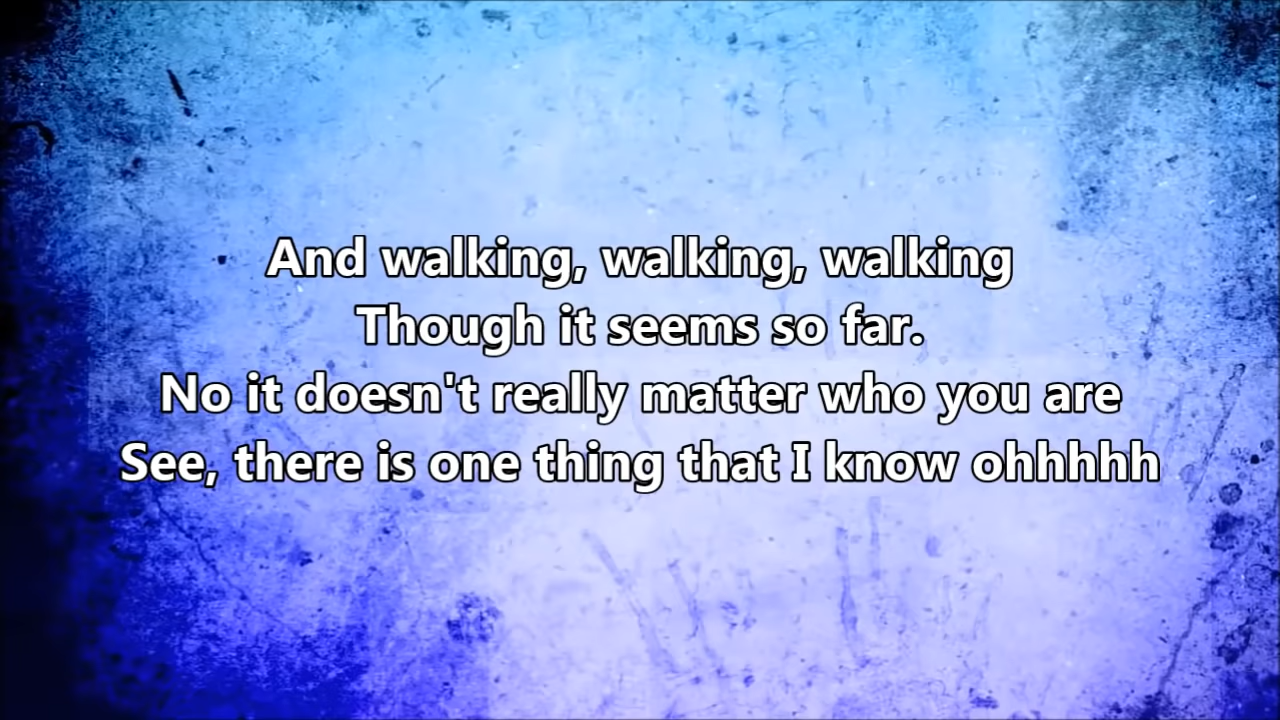 And walking, walking, walking
Though it seems so far.
No it doesn't really matter who you are
See, there is one thing that I know ohhhhh